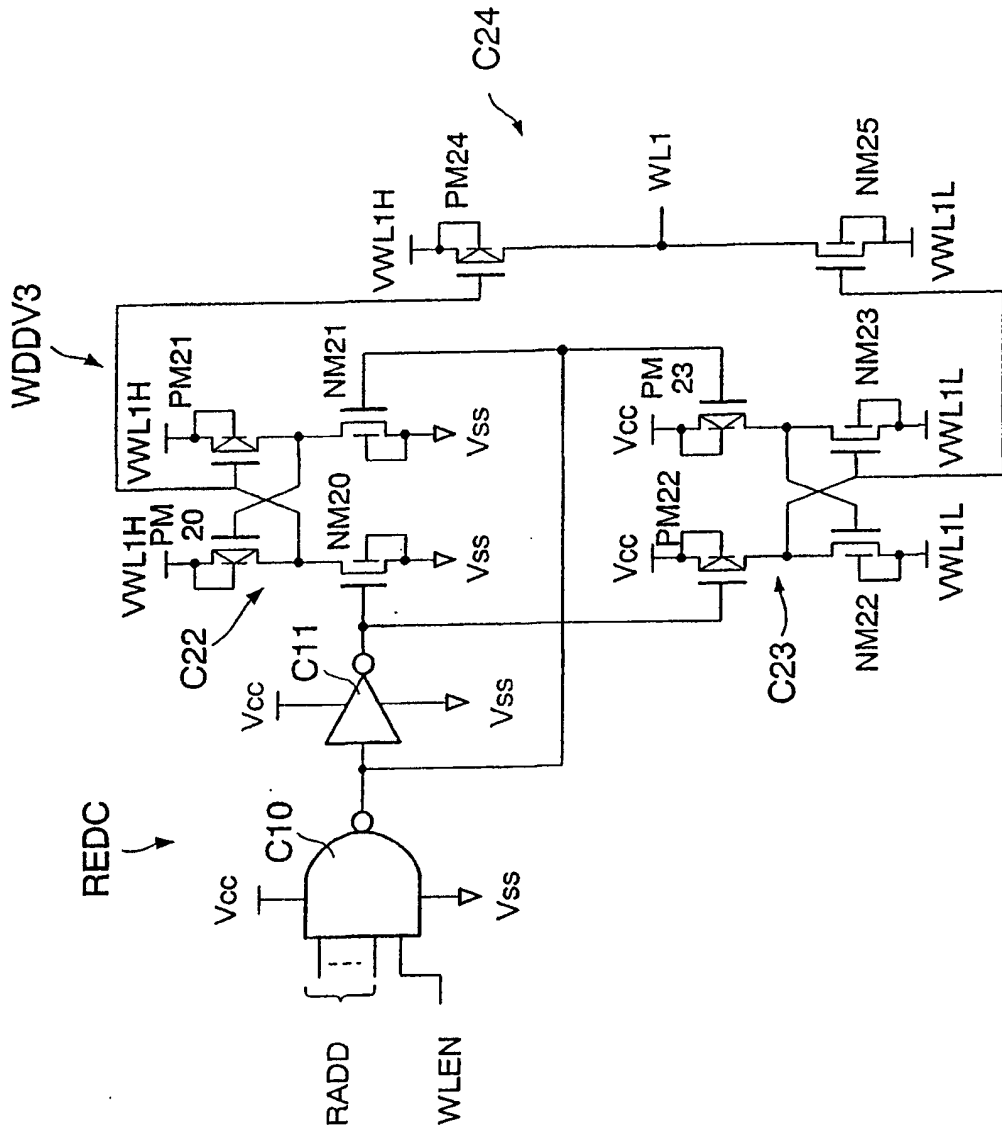 WDDV3
C24
REDC
VWL1H
PM
20
VWL1H
PM21
VWL1H
PM24
C22
NM20
NM21
Vss
Vss
WL1
Vcc
C10
Vcc
C11
Vss
Vss
RADD
WLEN
Vcc
PM22
Vcc
PM
23
C23
NM22
NM23
NM25
VWL1L
VWL1L
VWL1L